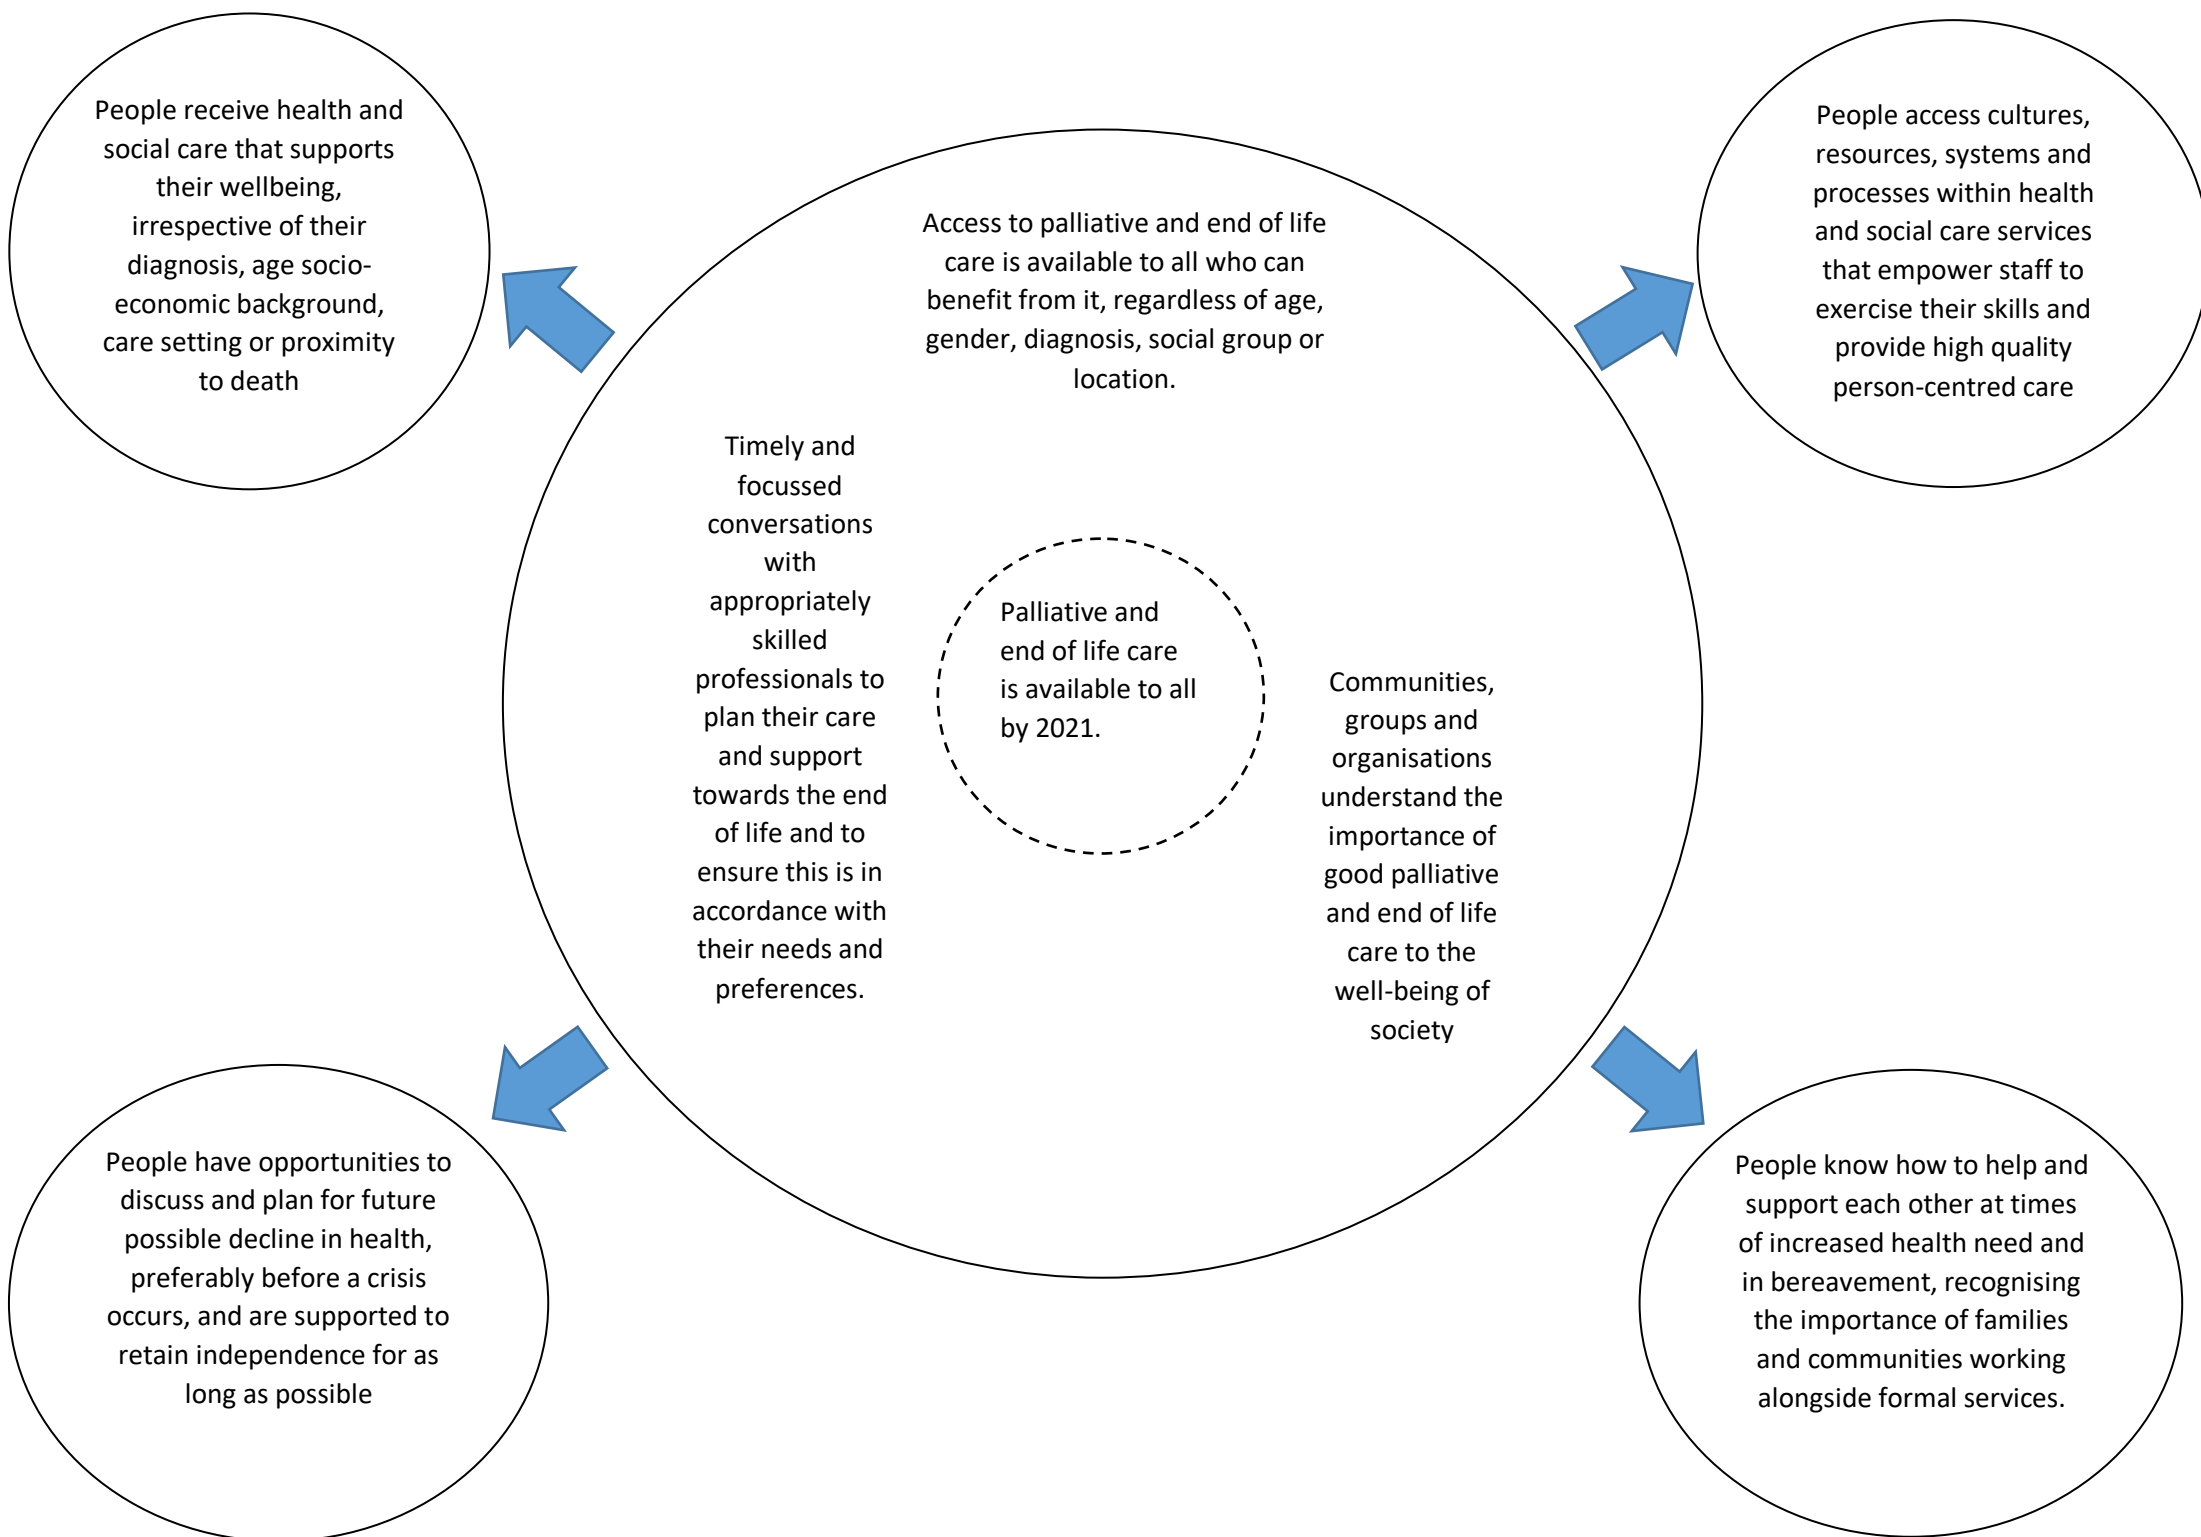 People receive health and
social care that supports
their wellbeing,
irrespective of their
diagnosis, age socio-
economic background,
care setting or proximity
to death
Access to palliative and end of life
care is available to all who can
benefit from it, regardless of age,
gender, diagnosis, social group or
location.
People access cultures,
resources, systems and
processes within health
and social care services
that empower staff to
exercise their skills and
provide high quality
person-centred care
Timely and
focussed
conversations
with
appropriately
skilled
professionals to
plan their care
and support
towards the end
of life and to
ensure this is in
accordance with
their needs and
preferences.
Palliative and
end of life care
is available to all
by 2021.
Communities,
groups and
organisations
understand the
importance of
good palliative
and end of life
care to the
well-being of
society
People have opportunities to
discuss and plan for future
possible decline in health,
preferably before a crisis
occurs, and are supported to
retain independence for as
long as possible
People know how to help and
support each other at times
of increased health need and
in bereavement, recognising
the importance of families
and communities working
alongside formal services.